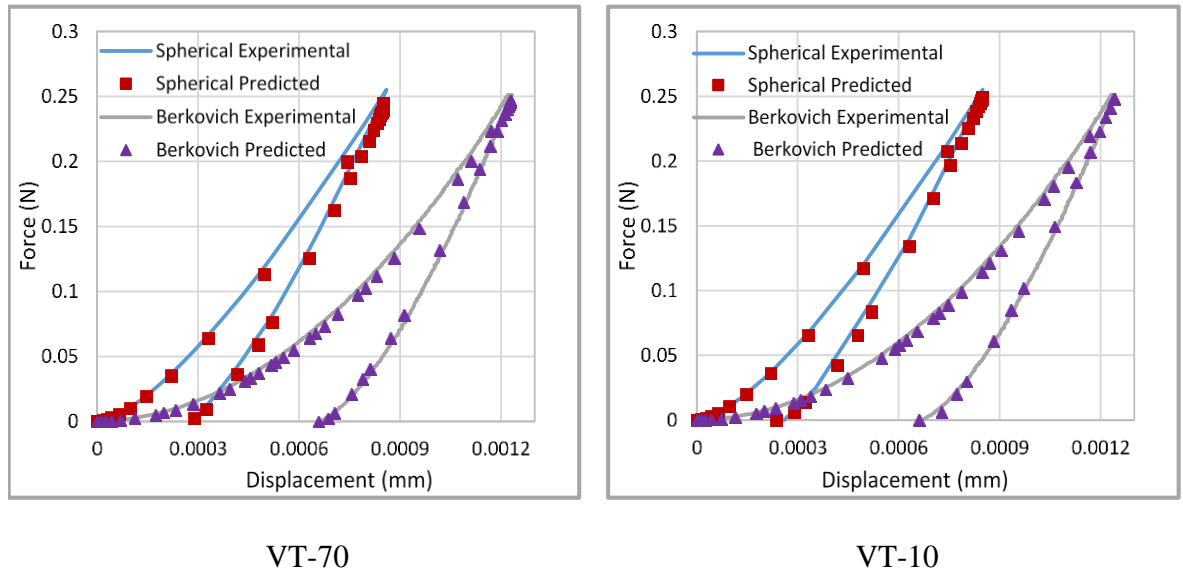 0.3
0.25
0.2
0.15
0.1
0.05
0
Force (N)
Spherical Experimental
Spherical Predicted
Berkovich Experimental
Berkovich Predicted
0
0.0003
0.0006
0.0009
0.0012
Displacement (mm)
VT-70
0.3
0.25
0.2
0.15
0.1
0.05
0
Force (N)
Spherical Experimental
Spherical Predicted
Berkovich Experimental
Berkovich Predicted
0
0.0003
0.0006
0.0009
0.0012
Displacement (mm)
VT-10